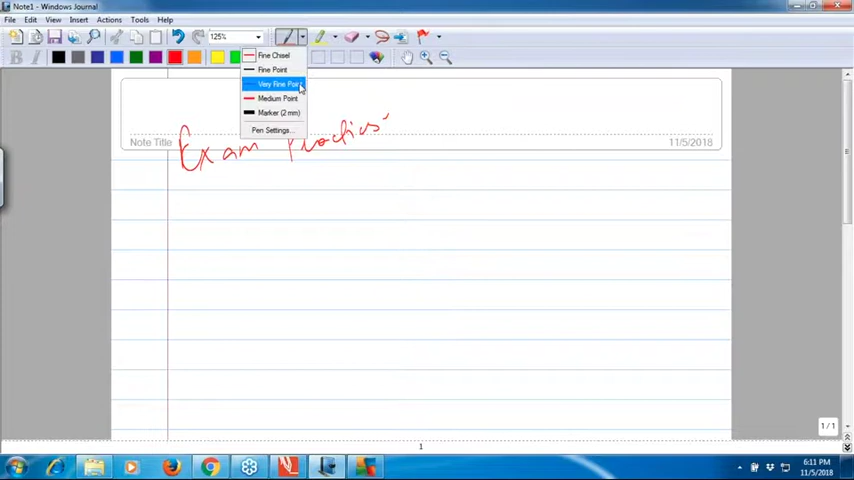 Note1 - Windows Journal
File Edit View Insert Actions Tools Help
125%
B I
Fine Chisel
Fine Point
Very Fine Point
Medium Point
Marker (2 mm)
Pen Settings...
Exam
Note Title
11/5/2018
1 / 1
1
6:11 PM
11/5/2018